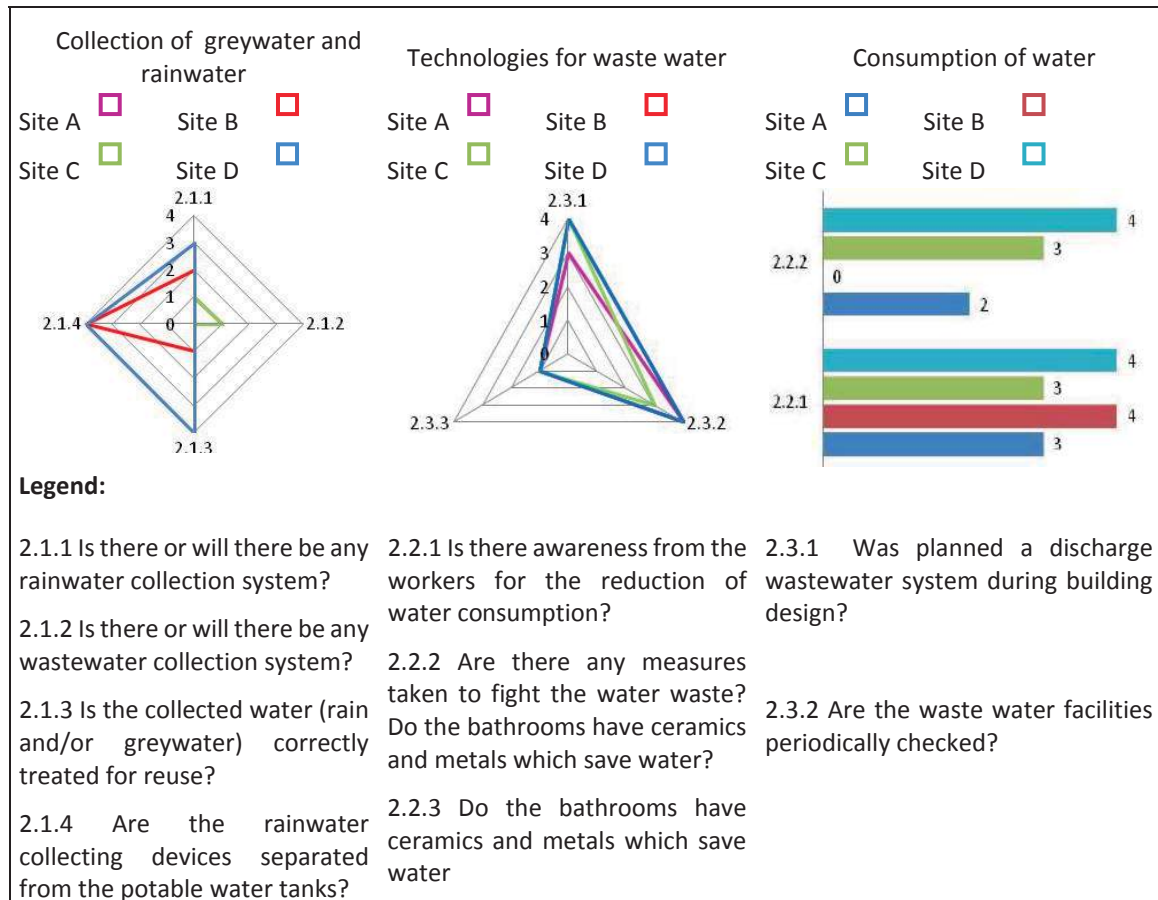 Collection of greywater and
rainwater
Site A Site B
Site C Site D
2.1.1
4
3
2
1
0
2.1.4
2.1.2
2.1.3
Technologies for waste water
Site A Site B
Site C Site D
2.3.1
4
3
2
1
0
2.3.3
2.3.2
Consumption of water
Site A Site B
Site C Site D
4
3
2.2.2
0
2
4
3
2.2.1
4
3
Legend:
2.1.1 Is there or will there be any
rainwater collection system?
2.1.2 Is there or will there be any
wastewater collection system?
2.1.3 Is the collected water (rain
and/or greywater) correctly
treated for reuse?
2.1.4 Are the rainwater
collecting devices separated
from the potable water tanks?
2.2.1 Is there awareness from the
workers for the reduction of
water consumption?
2.2.2 Are there any measures
taken to fight the water waste?
Do the bathrooms have ceramics
and metals which save water?
2.2.3 Do the bathrooms have
ceramics and metals which save
water
2.3.1 Was planned a discharge
wastewater system during building
design?
2.3.2 Are the waste water facilities
periodically checked?